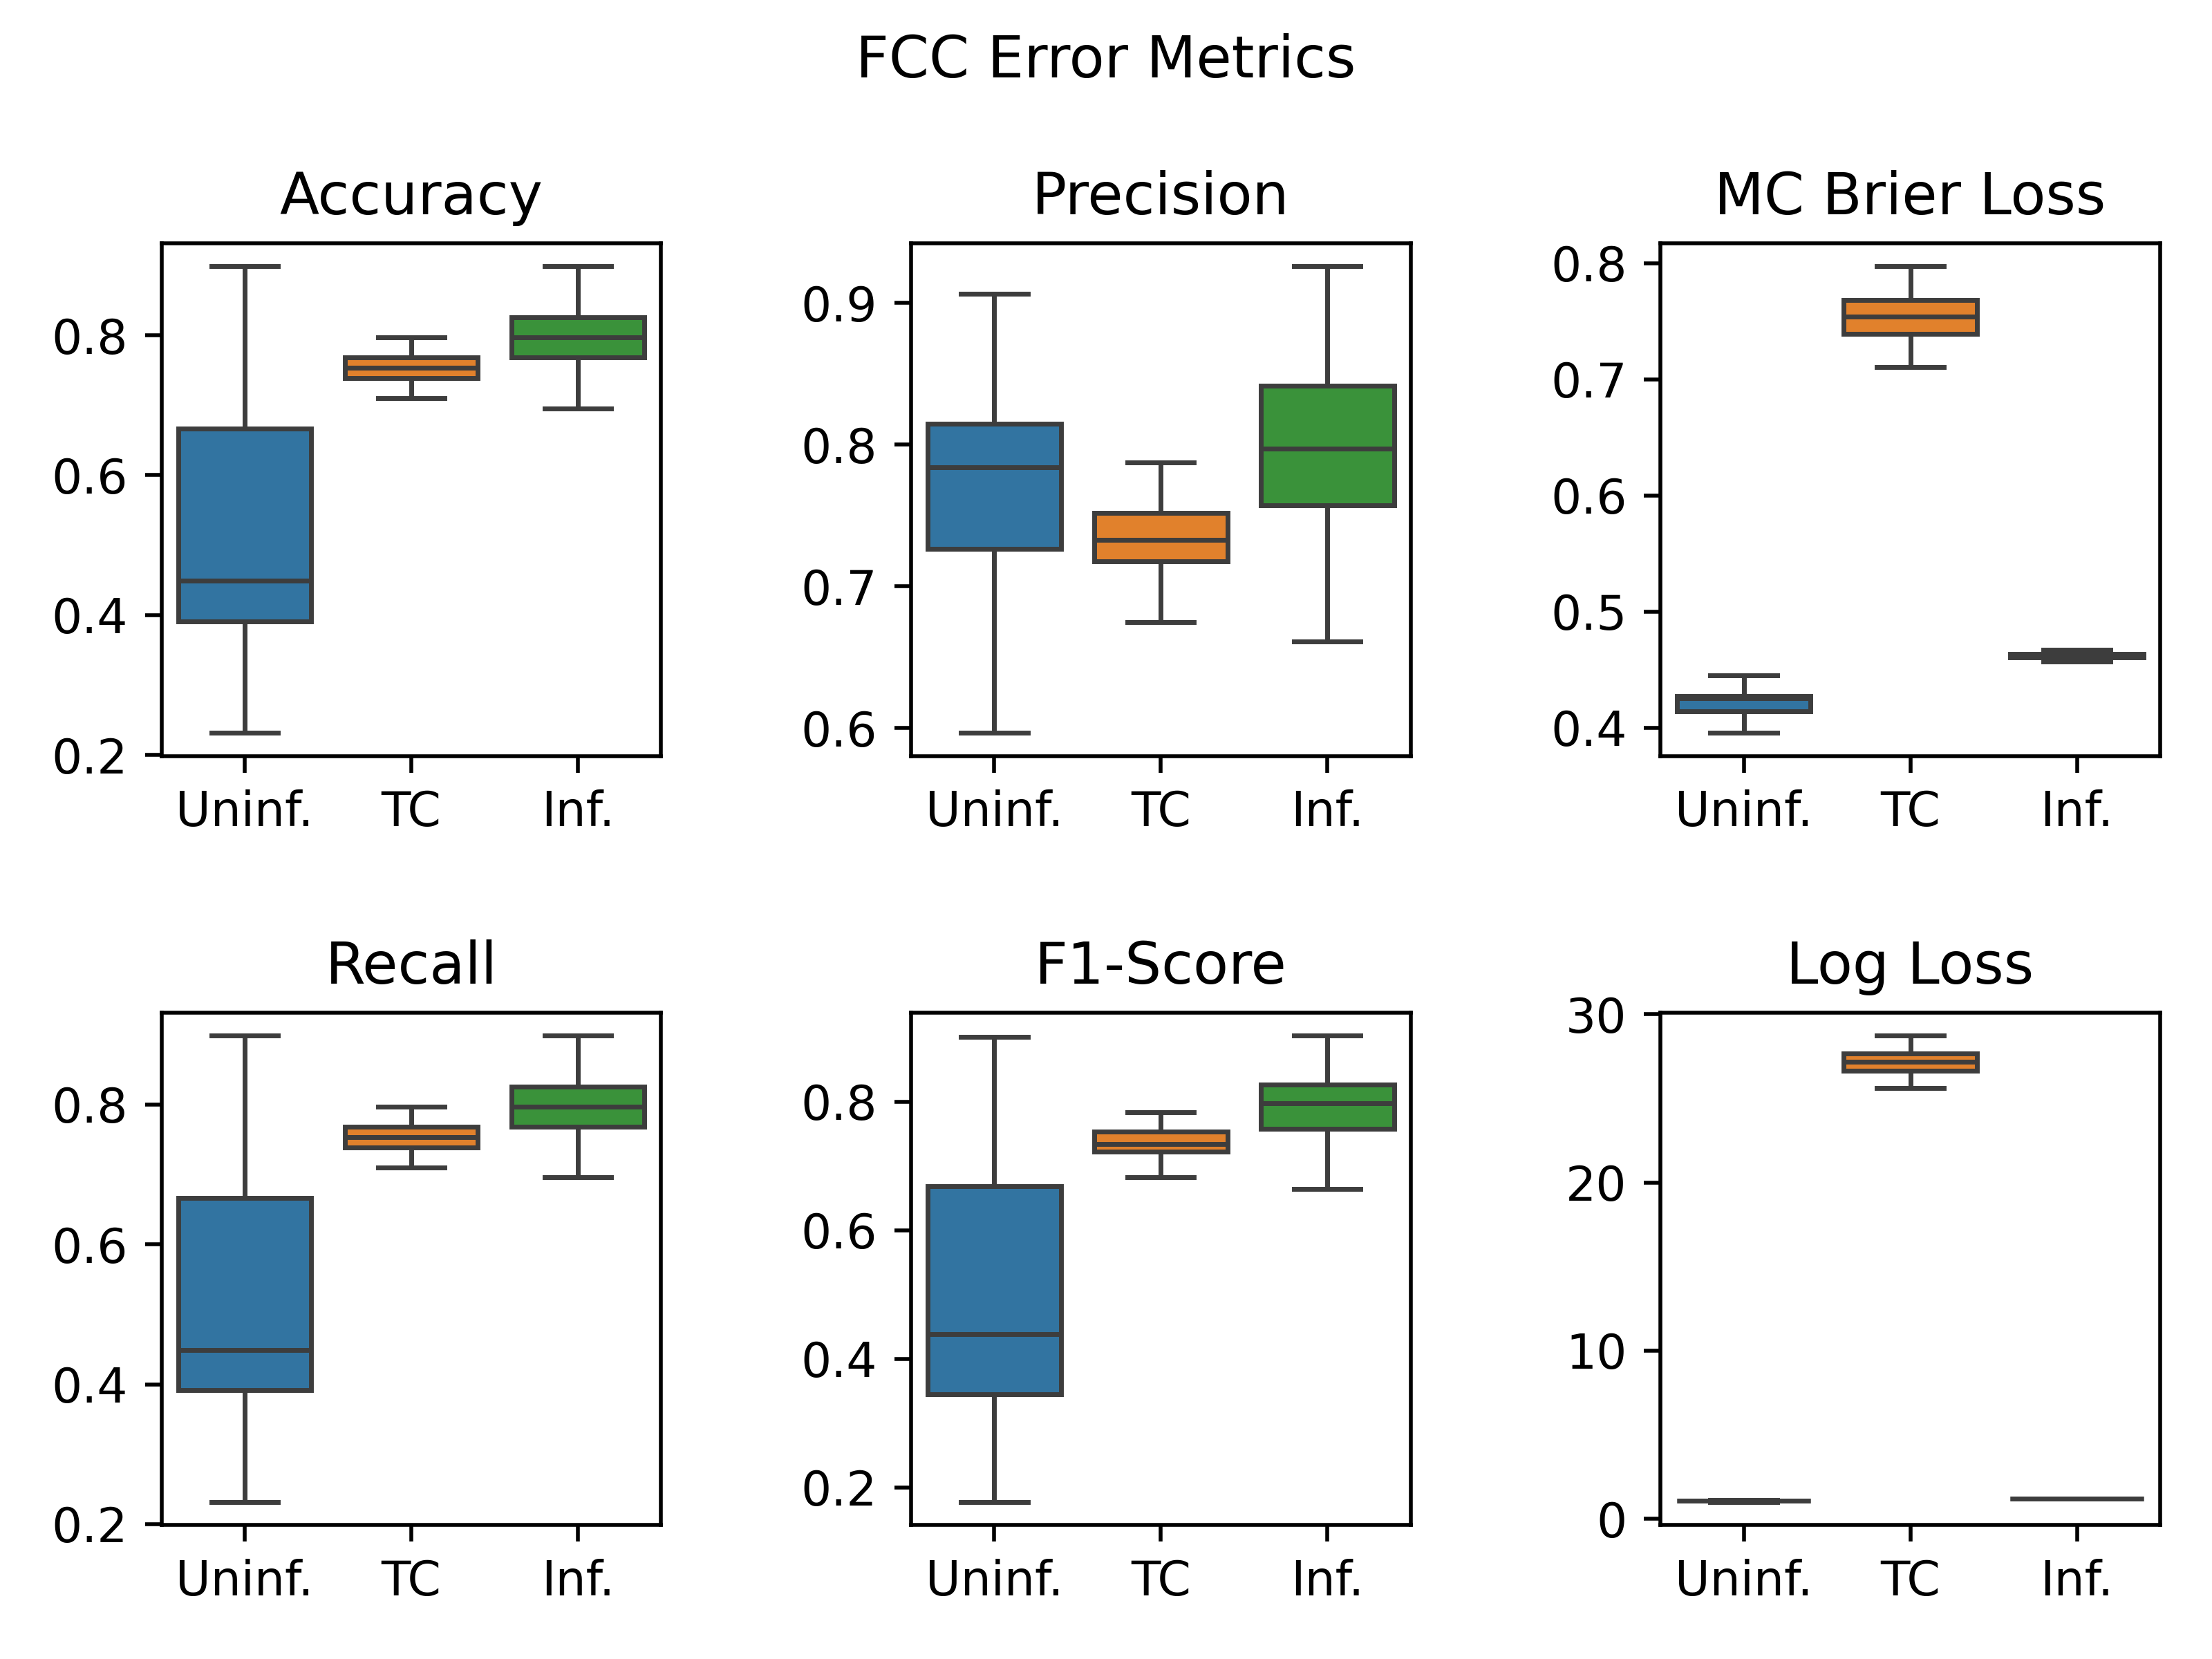 FCC Error Metrics
Accuracy
0.8
0.6
0.4
0.2
Uninf. TC Inf.
Precision
0.9
0.8
0.7
0.6
Uninf. TC Inf.
MC Brier Loss
0.8
0.7
0.6
0.5
0.4
Uninf. TC Inf.
Recall
0.8
0.6
0.4
0.2
Uninf. TC Inf.
F1-Score
0.8
0.6
0.4
0.2
Uninf. TC Inf.
Log Loss
30
20
10
0
Uninf. TC Inf.